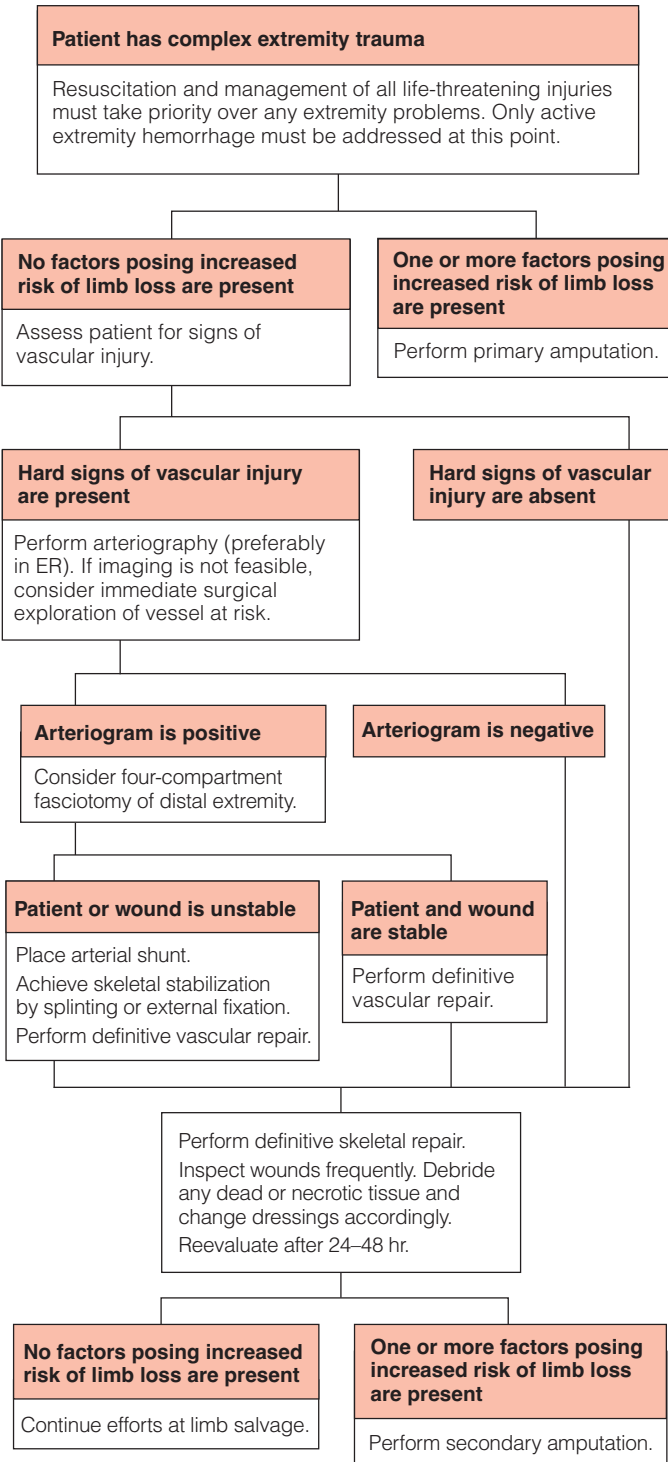 Patient has complex extremity trauma
Resuscitation and management of all life-threatening injuries
must take priority over any extremity problems. Only active
extremity hemorrhage must be addressed at this point.
No factors posing increased
risk of limb loss are present
Assess patient for signs of
vascular injury.
One or more factors posing
increased risk of limb loss
are present
Perform primary amputation.
Hard signs of vascular injury
are present
Perform arteriography (preferably
in ER). If imaging is not feasible,
consider immediate surgical
exploration of vessel at risk.
Hard signs of vascular
injury are absent
Arteriogram is positive
Consider four-compartment
fasciotomy of distal extremity.
Arteriogram is negative
Patient or wound is unstable
Place arterial shunt.
Achieve skeletal stabilization
by splinting or external fixation.
Perform definitive vascular repair.
Patient and wound
are stable
Perform definitive
vascular repair.
Perform definitive skeletal repair.
Inspect wounds frequently. Debride
any dead or necrotic tissue and
change dressings accordingly.
Reevaluate after 24–48 hr.
No factors posing increased
risk of limb loss are present
Continue efforts at limb salvage.
One or more factors posing
increased risk of limb loss
are present
Perform secondary amputation.